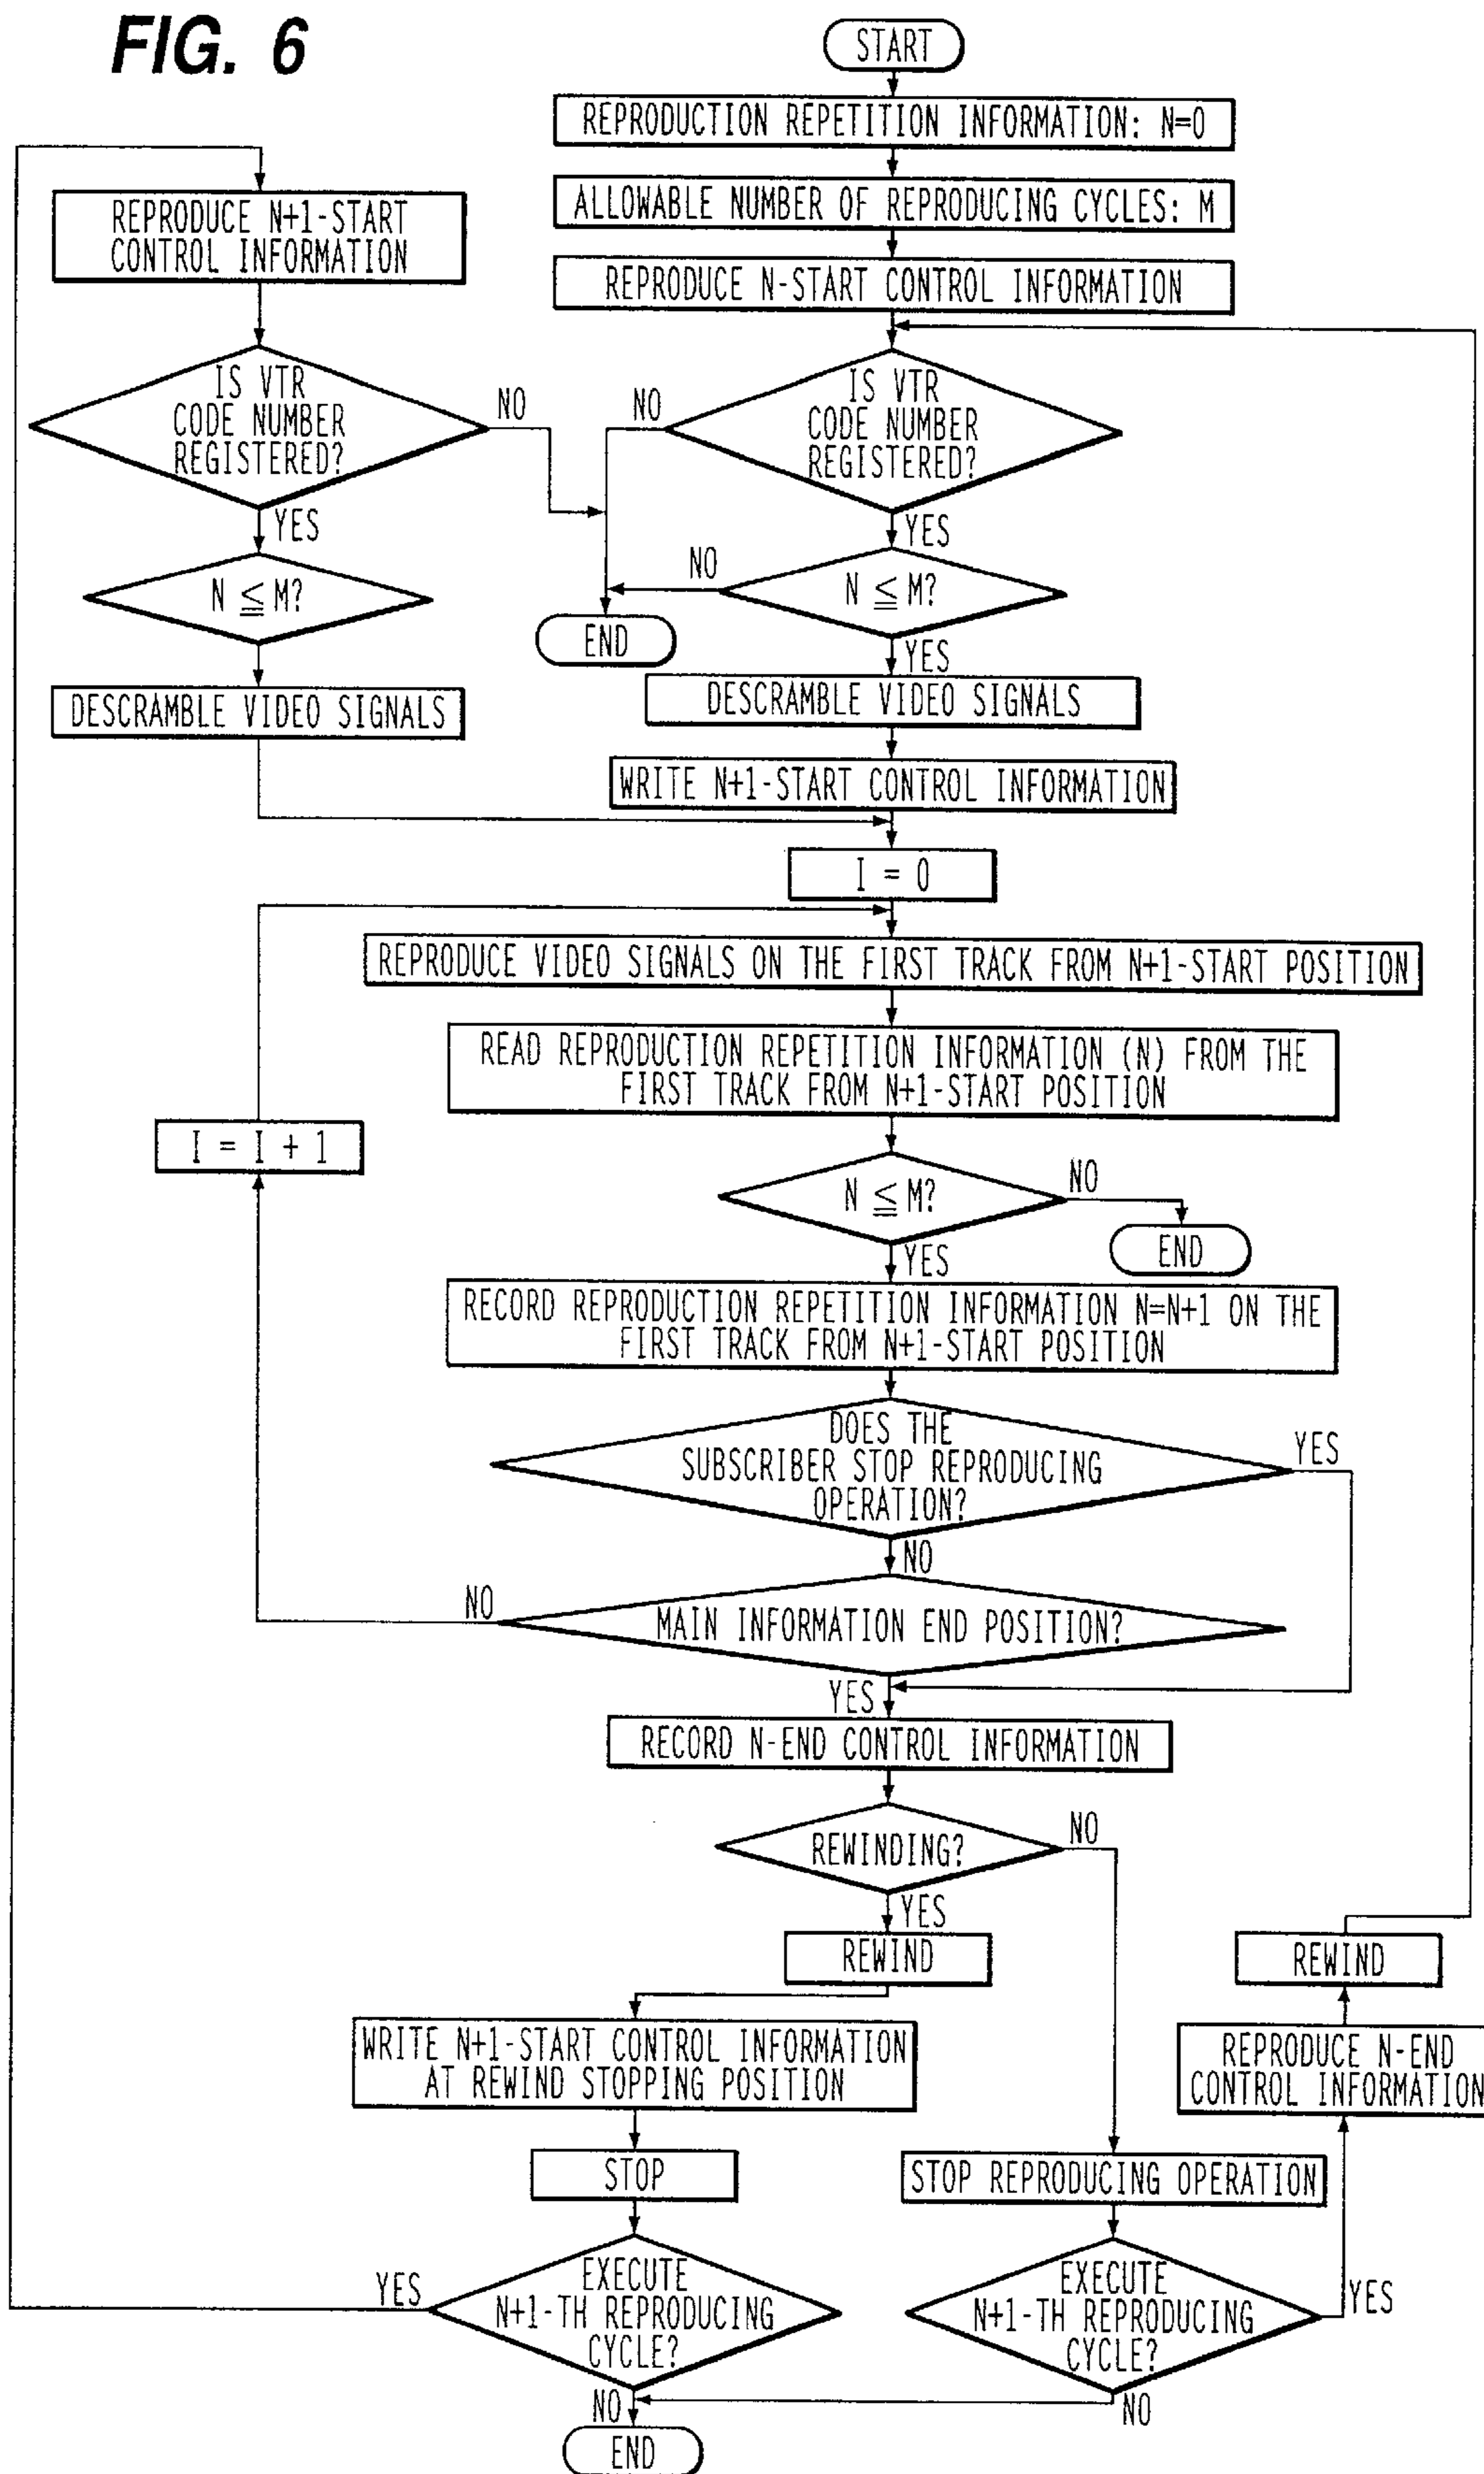 FIG. 6
START
REPRODUCTION REPETITION INFORMATION: N=0
ALLOWABLE NUMBER OF REPRODUCING CYCLES: M
REPRODUCE N-START CONTROL INFORMATION
REPRODUCE N+1-START
CONTROL INFORMATION
IS VTR
CODE NUMBER
REGISTERED?
NO
YES
N ≦ M?
DESCRAMBLE VIDEO SIGNALS
IS VTR
CODE NUMBER
REGISTERED?
NO
YES
N ≦ M?
NO
END
YES
DESCRAMBLE VIDEO SIGNALS
WRITE N+1-START CONTROL INFORMATION
I = 0
REPRODUCE VIDEO SIGNALS ON THE FIRST TRACK FROM N+1-START POSITION
READ REPRODUCTION REPETITION INFORMATION (N) FROM THE
FIRST TRACK FROM N+1-START POSITION
I = I + 1
N ≦ M?
NO
END
YES
RECORD REPRODUCTION REPETITION INFORMATION N=N+1 ON THE
FIRST TRACK FROM N+1-START POSITION
DOES THE
SUBSCRIBER STOP REPRODUCING
OPERATION?
YES
NO
MAIN INFORMATION END POSITION?
NO
YES
RECORD N-END CONTROL INFORMATION
REWINDING?
NO
YES
REWIND
REWIND
WRITE N+1-START CONTROL INFORMATION
AT REWIND STOPPING POSITION
REPRODUCE N-END
CONTROL INFORMATION
STOP
STOP REPRODUCING OPERATION
EXECUTE
N+1-TH REPRODUCING
CYCLE?
YES
NO
EXECUTE
N+1-TH REPRODUCING
CYCLE?
YES
NO
END